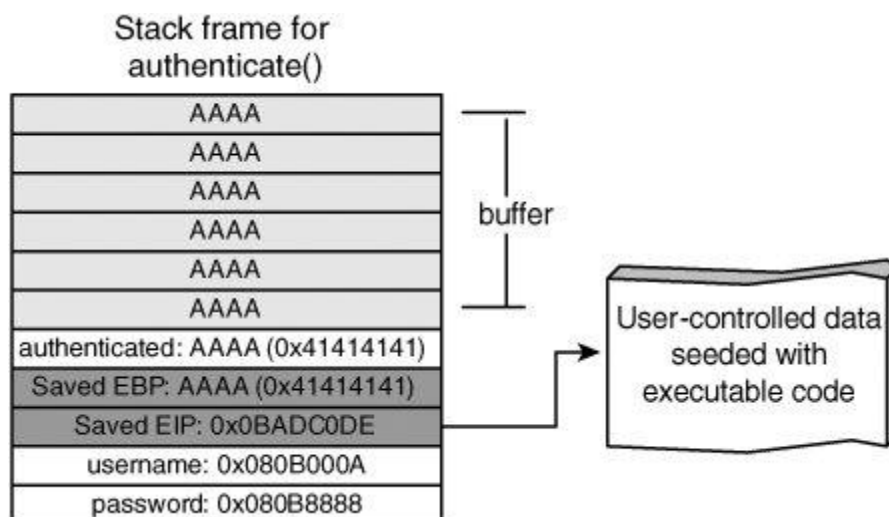 Stack frame for
authenticate()
AAAA
AAAA
AAAA
AAAA
AAAA
AAAA
authenticated: AAAA (0x41414141)
Saved EBP: AAAA (0x41414141)
Saved EIP: 0x0BADC0DE
username: 0x080B000A
password: 0x080B8888
buffer
User-controlled data
seeded with
executable code